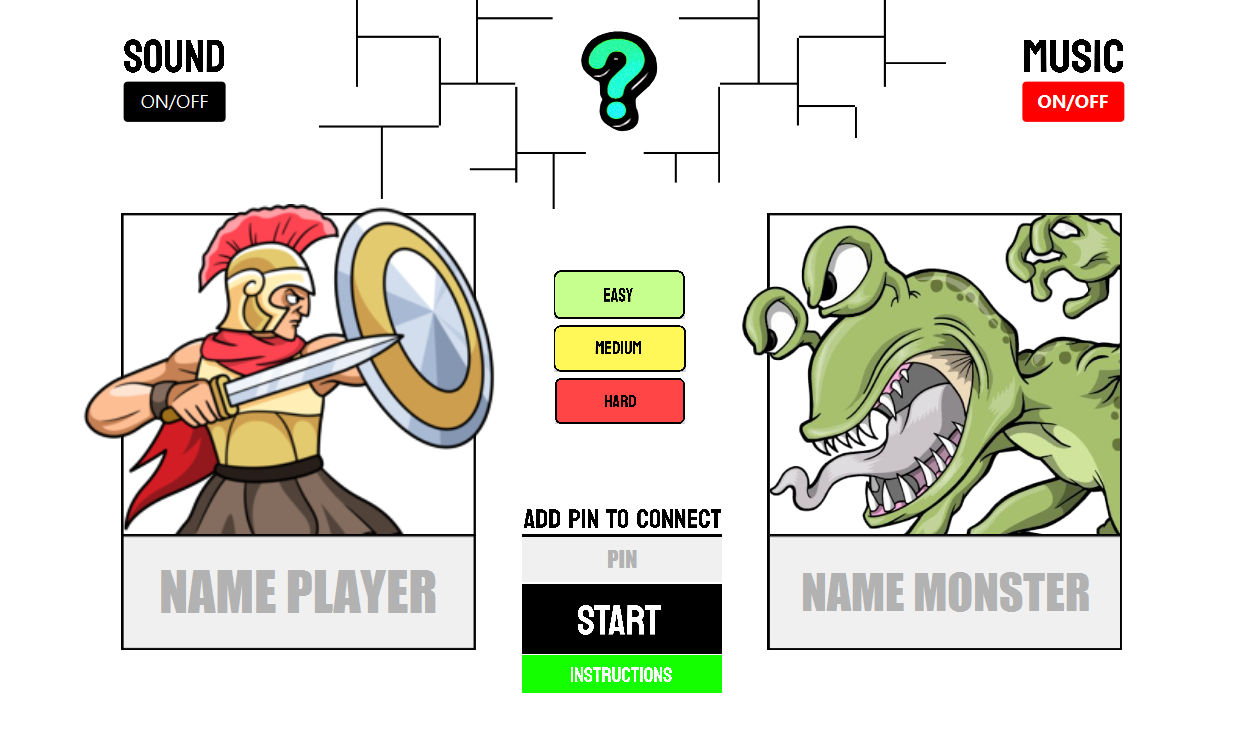 SOUND
ON/OFF
?
MUSIC
ON/OFF
EASY
MEDIUM
HARD
NAME PLAYER
ADD PIN TO CONNECT
PIN
START
INSTRUCTIONS
NAME MONSTER